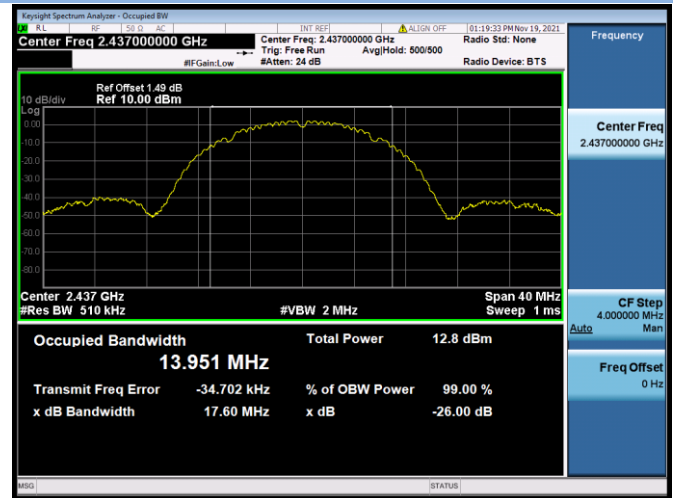 Keysight Spectrum Analyzer - Occupied BW
RL RF 50 Ω AC INT REF ALIGN OFF 01:19:33 PM Nov 19, 2021
Center Freq 2.437000000 GHz
Center Freq: 2.437000000 GHz
Radio Std: None
Trig: Free Run Avg|Hold: 500/500
#IFGain:Low #Atten: 24 dB Radio Device: BTS
Frequency
Ref Offset 1.49 dB
10 dB/div Ref 10.00 dBm
Log
0.00
-10.0
-20.0
-30.0
-40.0
-50.0
-60.0
-70.0
-80.0
Center 2.437 GHz Span 40 MHz
#Res BW 510 kHz #VBW 2 MHz Sweep 1 ms
Occupied Bandwidth Total Power 12.8 dBm
13.951 MHz
Transmit Freq Error -34.702 kHz % of OBW Power 99.00 %
x dB Bandwidth 17.60 MHz x dB -26.00 dB
Center Freq
2.437000000 GHz
CF Step
4.000000 MHz
Auto Man
Freq Offset
0 Hz
MSG STATUS